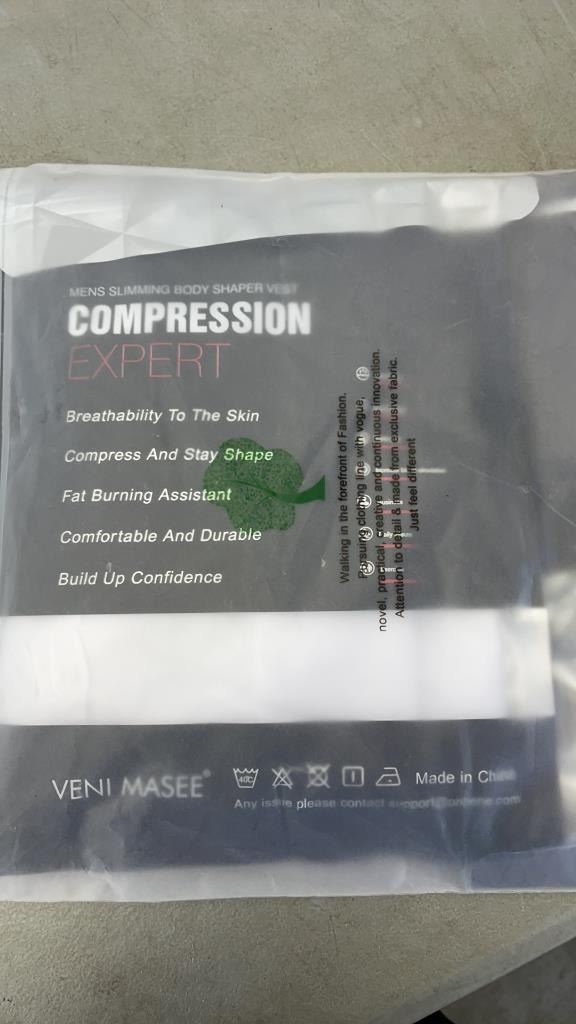 MENS SLIMMING BODY SHAPER VEST
COMPRESSION
EXPERT
Breathability To The Skin
Compress And Stay Shape
Fat Burning Assistant
Comfortable And Durable
Build Up Confidence
Walking in the forefront of Fashion.
Pursuing clothing line with vogue,
novel, practical, creative and continuous innovation.
Attention to detail & made from exclusive fabric.
Just feel different
VENI MASEE®
40C
Made in China
Any issue please contact